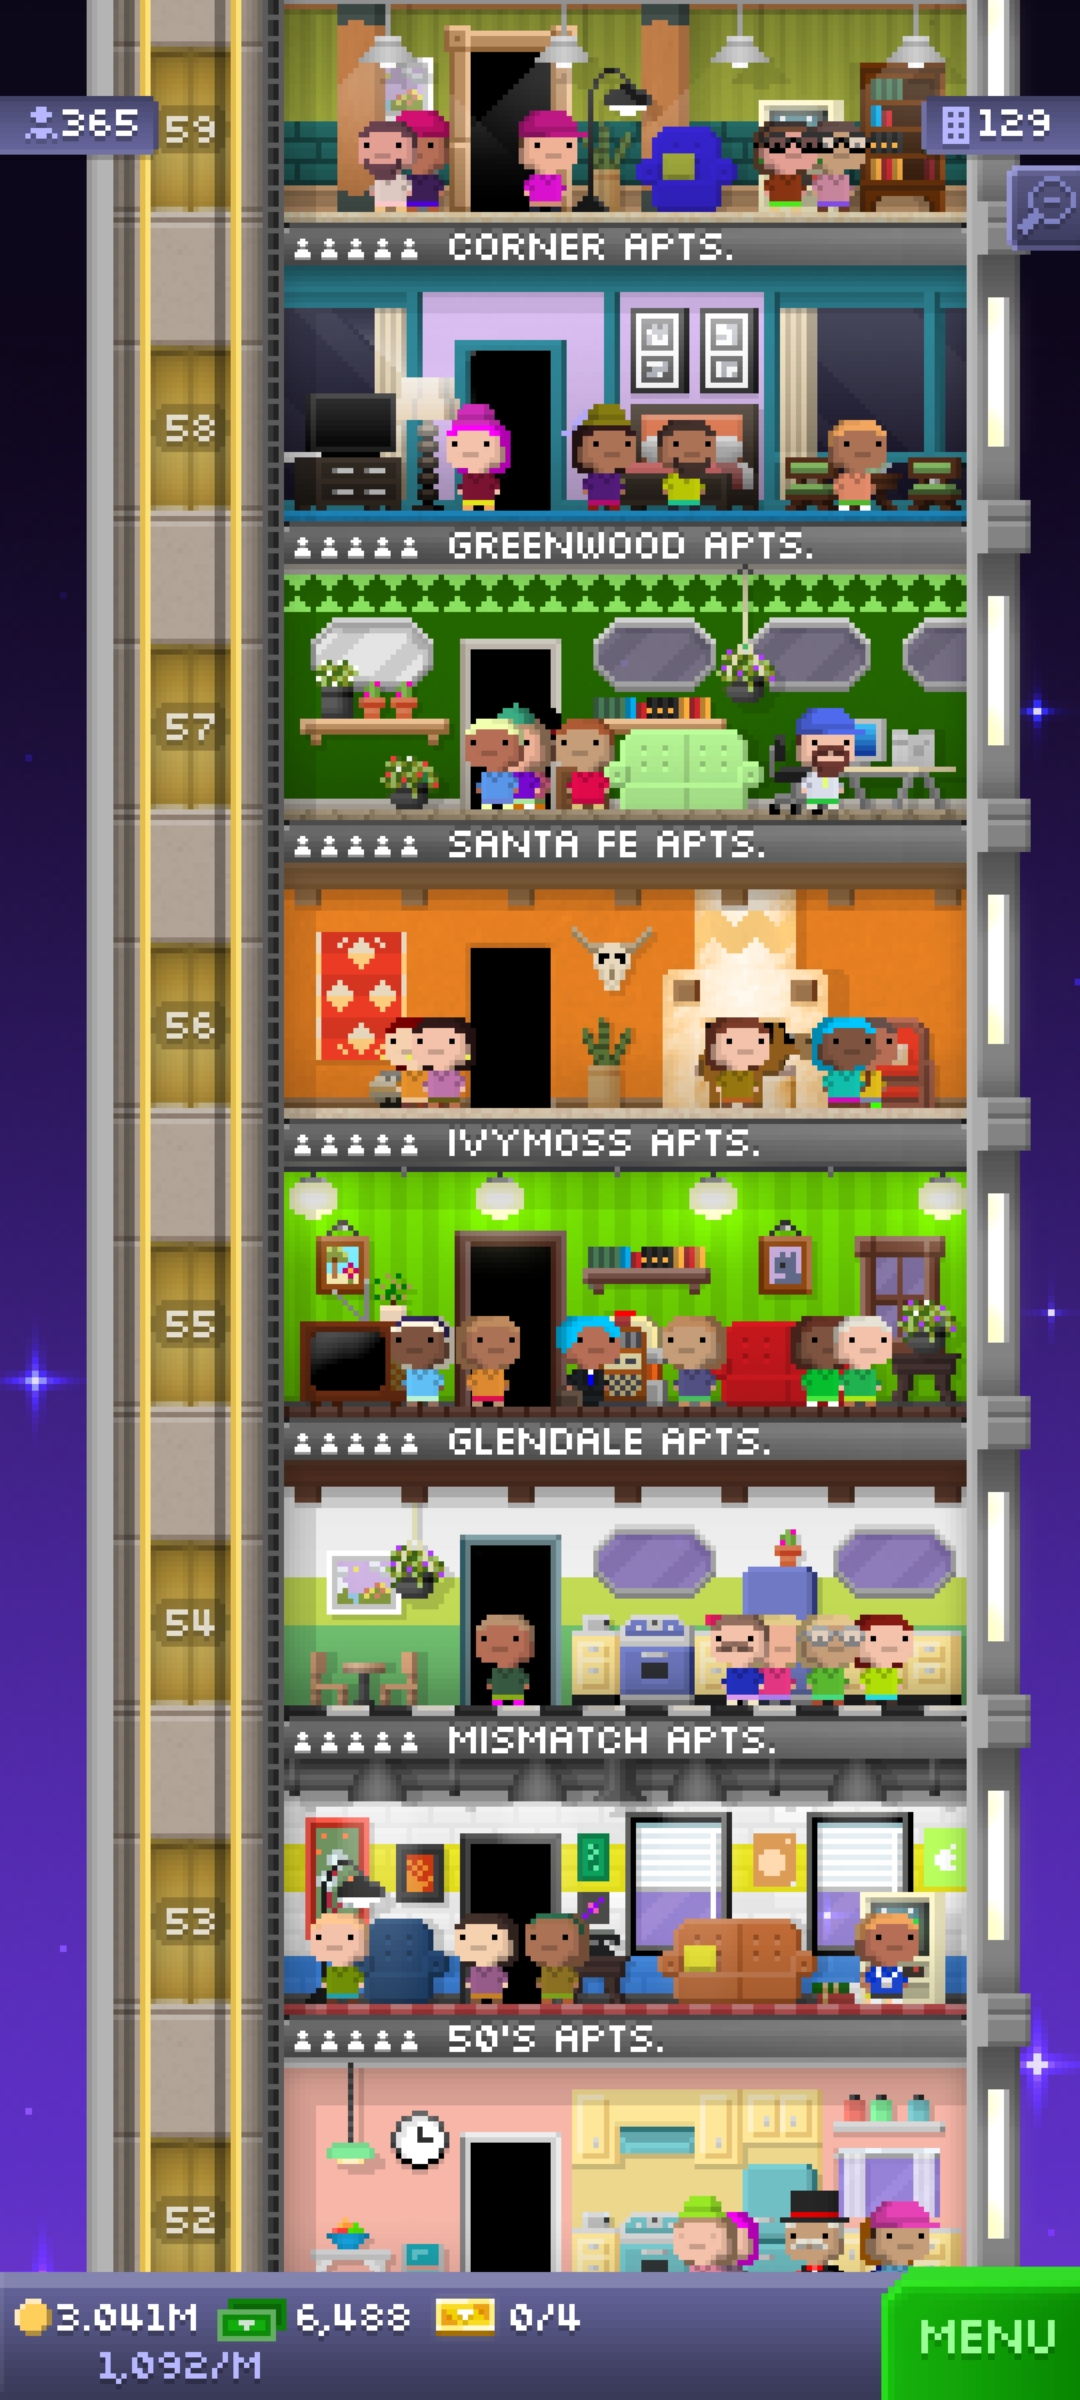 365
59
129
CORNER APTS.
58
GREENWOOD APTS.
57
SANTA FE APTS.
56
IVYMOSS APTS.
55
GLENDALE APTS.
54
MISMATCH APTS.
53
50'S APTS.
52
3.041M 6,488 0/4
1,092/M
MENU